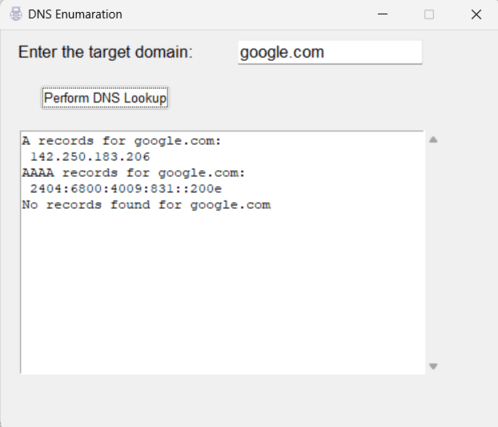 DNS Enumaration
Enter the target domain: google.com
Perform DNS Lookup
A records for google.com:
142.250.183.206
AAAA records for google.com:
2404:6800:4009:831::200e
No records found for google.com